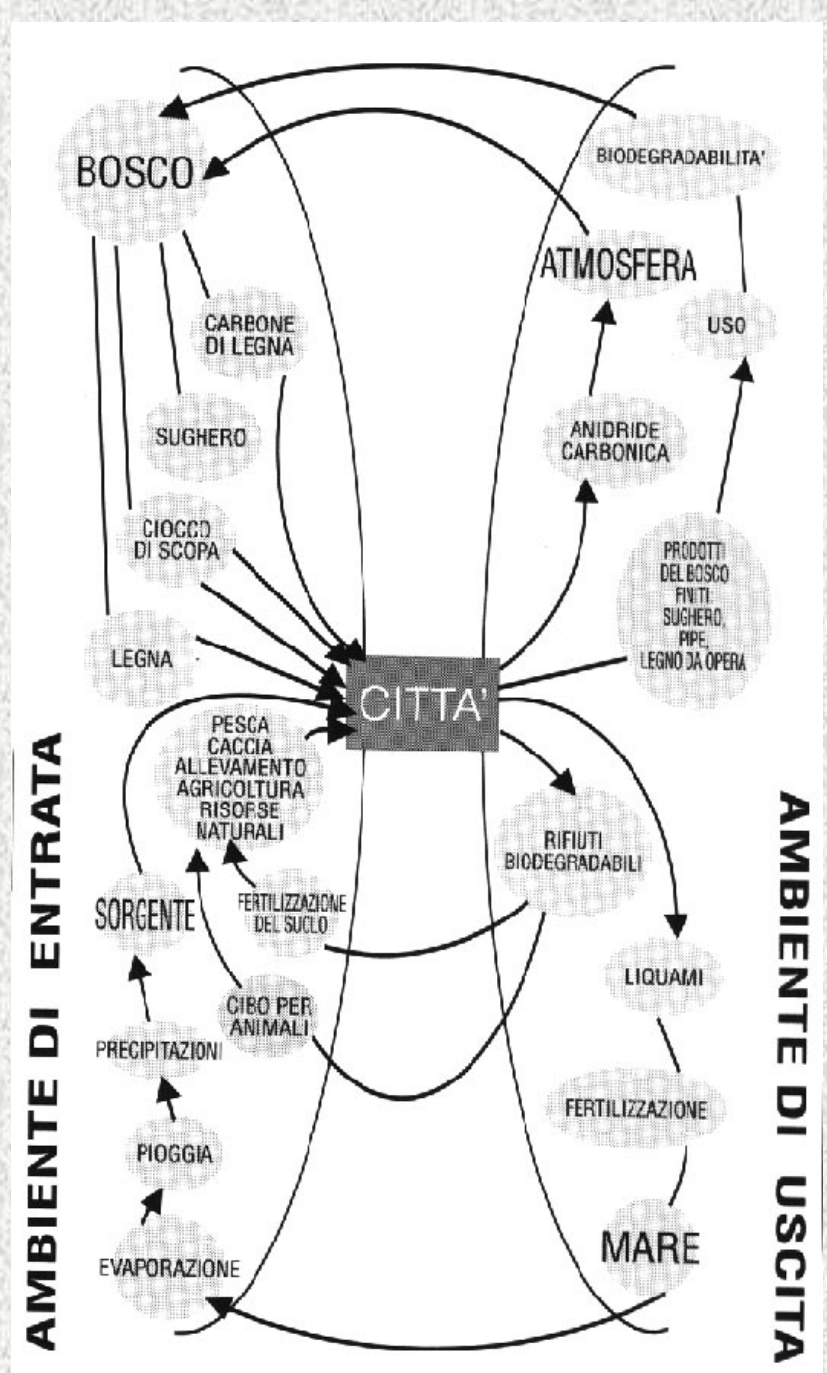 BOSCO
CARBONE
DI LEGNA
SUGHERO
CIOCCO
DI SCOPA
LEGNA
PESCA
CACCIA
ALLEVAMENTO
AGRICOLTURA
RISORSE
NATURALI
SORGENTE
FERTILIZZAZIONE
DEL SUOLO
CIBO PER
ANIMALI
PRECIPITAZIONI
PIOGGIA
EVAPORAZIONE
AMBIENTE DI ENTRATA
CITTA'
BIODEGRADABILITA'
ATMOSFERA
USO
ANIDRIDE
CARBONICA
PRODOTTI
DEL BOSCO
FINITI
SUGHERO,
PIPE,
LEGNO DA OPERA
RIFIUTI
BIODEGRADABILI
LIQUAMI
FERTILIZZAZIONE
MARE
AMBIENTE DI USCITA